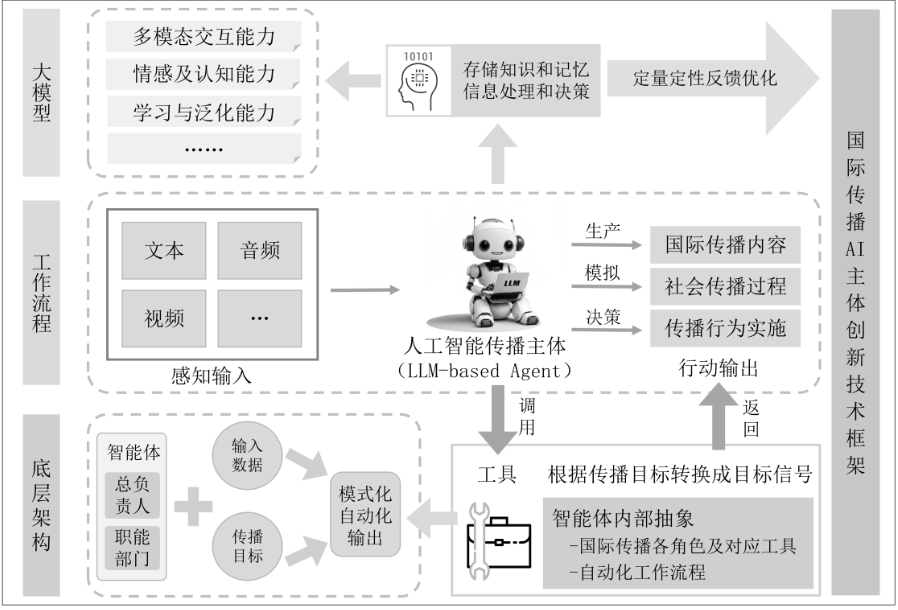 大模型
多模态交互能力
情感及认知能力
学习与泛化能力
……
10101
存储知识和记忆
信息处理和决策
定量定性反馈优化
国际传播AI主体创新技术框架
工作流程
文本
音频
视频
…
感知输入
LLM
人工智能传播主体
(LLM-based Agent)
生产
模拟
决策
国际传播内容
社会传播过程
传播行为实施
行动输出
调用
返回
底层架构
智能体
总负
责人
职能
部门
输入
数据
传播
目标
模式化
自动化
输出
工具
根据传播目标转换成目标信号
智能体内部抽象
-国际传播各角色及对应工具
-自动化工作流程